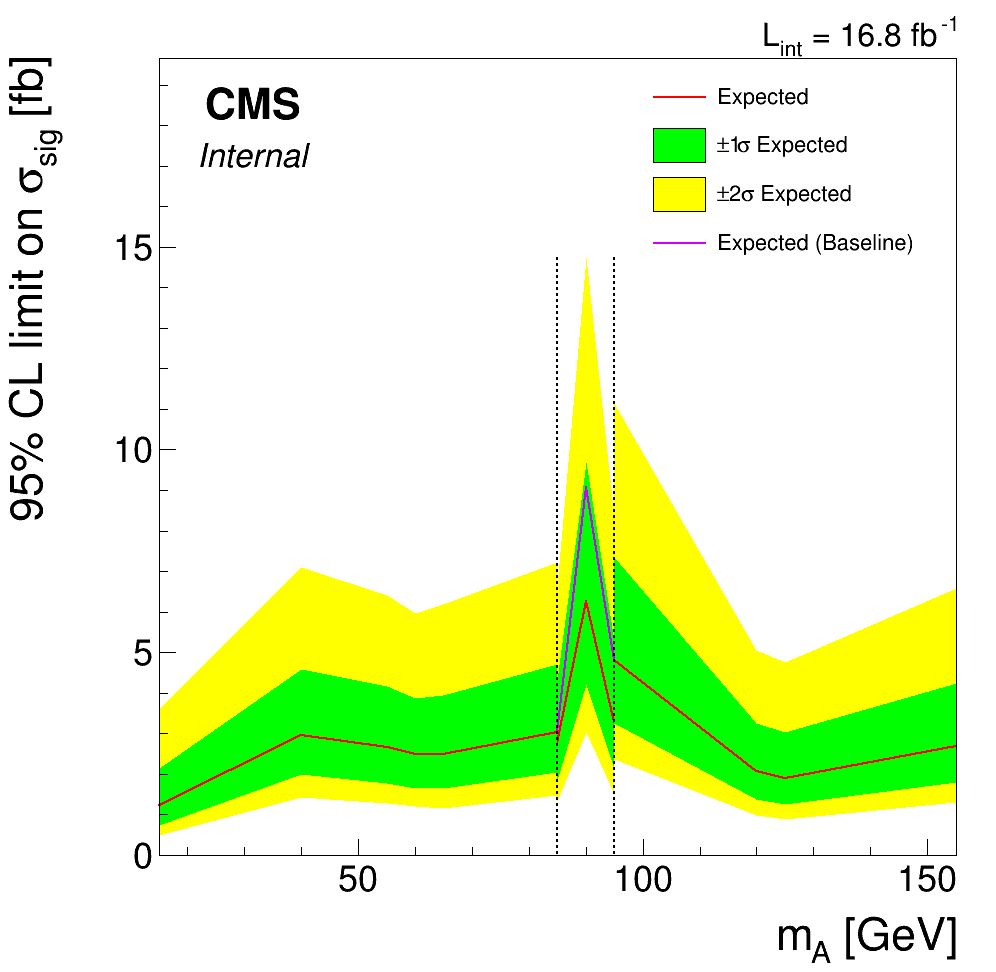 L_int = 16.8 fb^-1
95% CL limit on σ_sig [fb]
CMS
Internal
Expected
±1σ Expected
±2σ Expected
Expected (Baseline)
15
10
5
0
50 100 150
m_A [GeV]